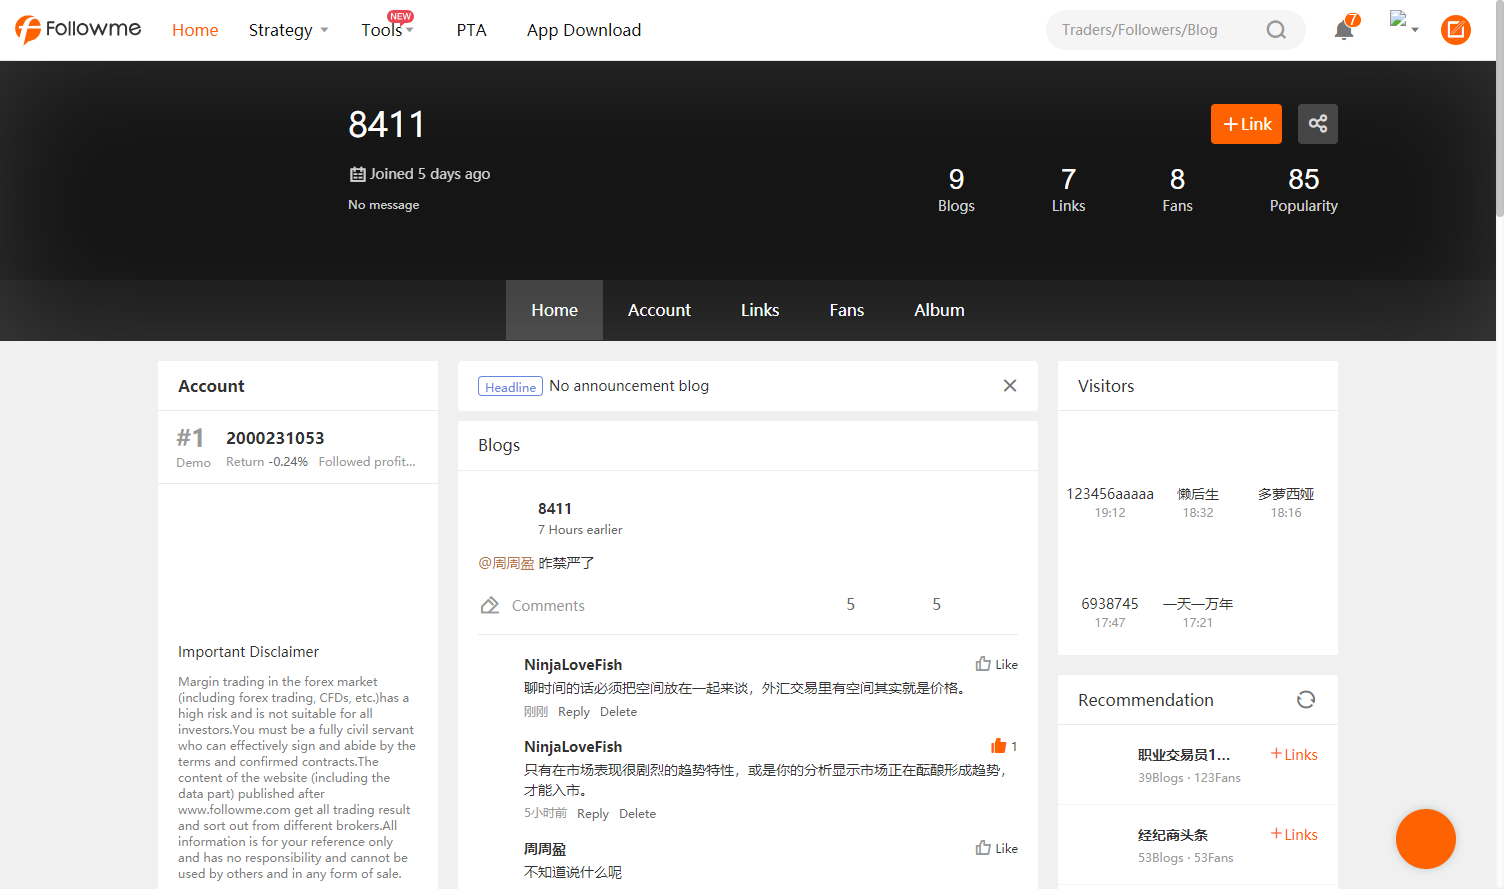 Followme
Home
Strategy
Tools
NEW
PTA
App Download
Traders/Followers/Blog
7
8411
+Link
Joined 5 days ago
No message
9
Blogs
7
Links
8
Fans
85
Popularity
Home
Account
Links
Fans
Album
Account
#1
Demo
2000231053
Return -0.24% Followed profit...
Important Disclaimer
Margin trading in the forex market
(including forex trading, CFDs, etc.)has a
high risk and is not suitable for all
investors.You must be a fully civil servant
who can effectively sign and abide by the
terms and confirmed contracts.The
content of the website (including the
data part) published after
www.followme.com get all trading result
and sort out from different brokers.All
information is for your reference only
and has no responsibility and cannot be
used by others and in any form of sale.
Headline No announcement blog
Blogs
8411
7 Hours earlier
@周周盈 昨禁严了
Comments
5
5
NinjaLoveFish
Like
聊时间的话必须把空间放在一起来谈，外汇交易里有空间其实就是价格。
刚刚 Reply Delete
NinjaLoveFish
1
只有在市场表现很剧烈的趋势特性，或是你的分析显示市场正在酝酿形成趋势，
才能入市。
5小时前 Reply Delete
周周盈
Like
不知道说什么呢
Visitors
123456aaaaa
19:12
懒后生
18:32
多萝西娅
18:16
6938745
17:47
一天一万年
17:21
Recommendation
职业交易员1...
+Links
39Blogs · 123Fans
经纪商头条
+Links
53Blogs · 53Fans